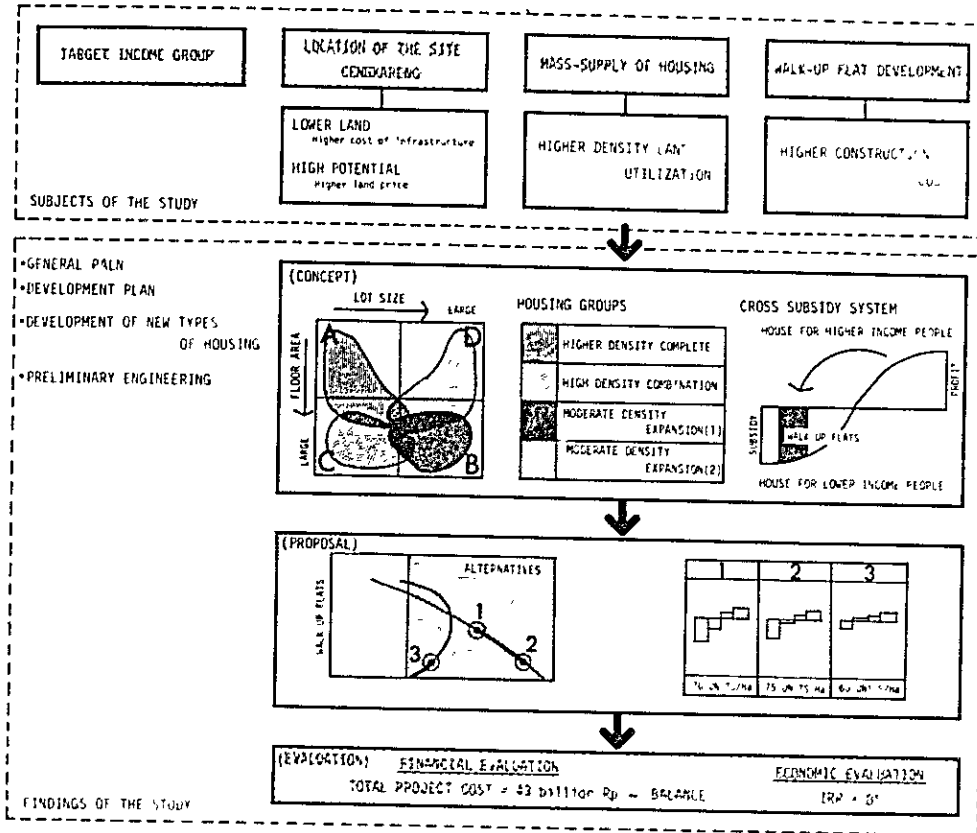 TARGET INCOME GROUP
LOCATION OF THE SITE
CENGKARENG
MASS-SUPPLY OF HOUSING
WALK-UP FLAT DEVELOPMENT
LOWER LAND
Higher cost of infrastructure
HIGH POTENTIAL
Higher land price
HIGHER DENSITY
UTILIZATION
HIGHER
SUBJECTS OF THE STUDY
•GENERAL PALN
•DEVELOPMENT PLAN
•DEVELOPMENT OF NEW TYPES
OF HOUSING
•PRELIMINARY ENGINEERING
(CONCEPT)
LOT SIZE
LARGE
FLOOR AREA
LARGE
A
D
C
B
HOUSING GROUPS
HIGHER DENSITY COMPLETE
HIGH DENSITY COMBINATION
MODERATE DENSITY
EXPANSION(1)
MODERATE DENSITY
EXPANSION(2)
CROSS SUBSIDY SYSTEM
HOUSE FOR HIGHER INCOME PEOPLE
PROFIT
SUBSIDY
WALK UP FLATS
HOUSE FOR LOWER INCOME PEOPLE
(PROPOSAL)
WALK UP FLATS
ALTERNATIVES
1
2
3
1
2
3
(EVALUATION)
FINANCIAL EVALUATION
TOTAL PROJECT COST = 43 billion Rp
BALANCE
ECONOMIC EVALUATION
FINDINGS OF THE STUDY